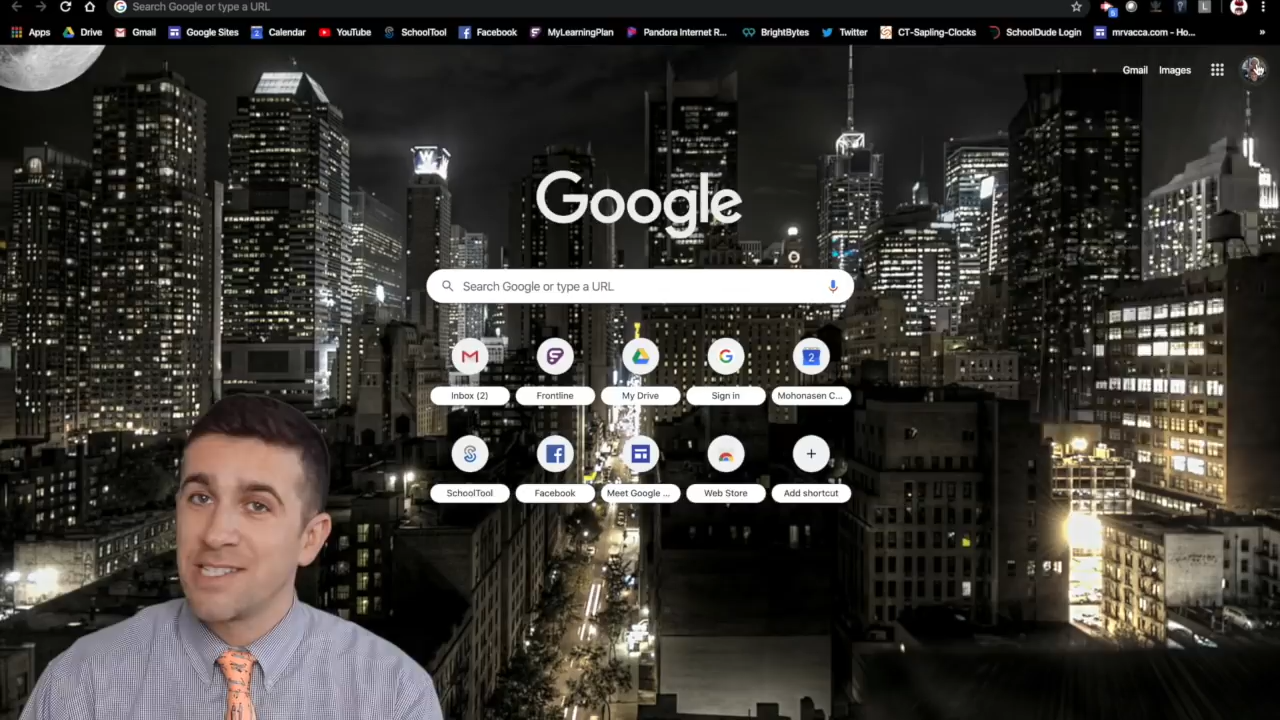 Search Google or type a URL
Apps Drive Gmail Google Sites 2 Calendar YouTube SchoolTool Facebook MyLearningPlan Pandora Internet R... BrightBytes Twitter CT-Sapling-Clocks SchoolDude Login mrvacca.com - Ho... »
Gmail Images
W
Google
Search Google or type a URL
2
Inbox (2) Frontline My Drive Sign in Mohonasen C...
SchoolTool Facebook Meet Google ... Web Store Add shortcut